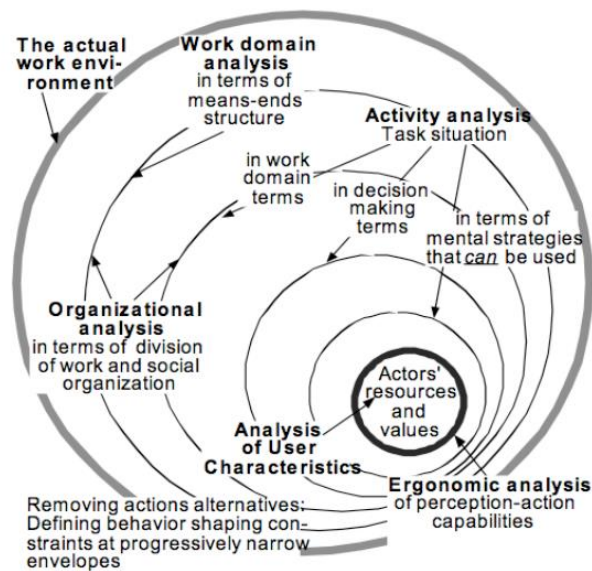 The actual
work envi-
ronment
Work domain
analysis
in terms of
means-ends
structure
Activity analysis
Task situation
in work
domain
terms
in decision
making
terms
in terms of
mental strategies
that can be used
Organizational
analysis
in terms of division
of work and social
organization
Actors'
resources
and
values
Analysis
of User
Characteristics
Ergonomic analysis
of perception-action
capabilities
Removing actions alternatives:
Defining behavior shaping con-
straints at progressively narrow
envelopes